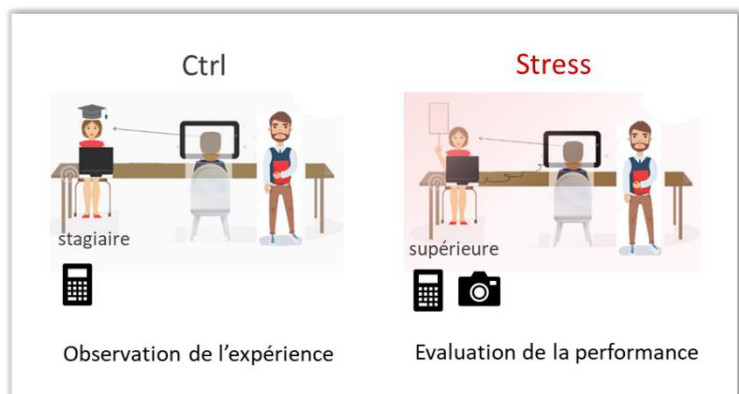 Ctrl
Stress
stagiaire
supérieure
Observation de l'expérience
Evaluation de la performance